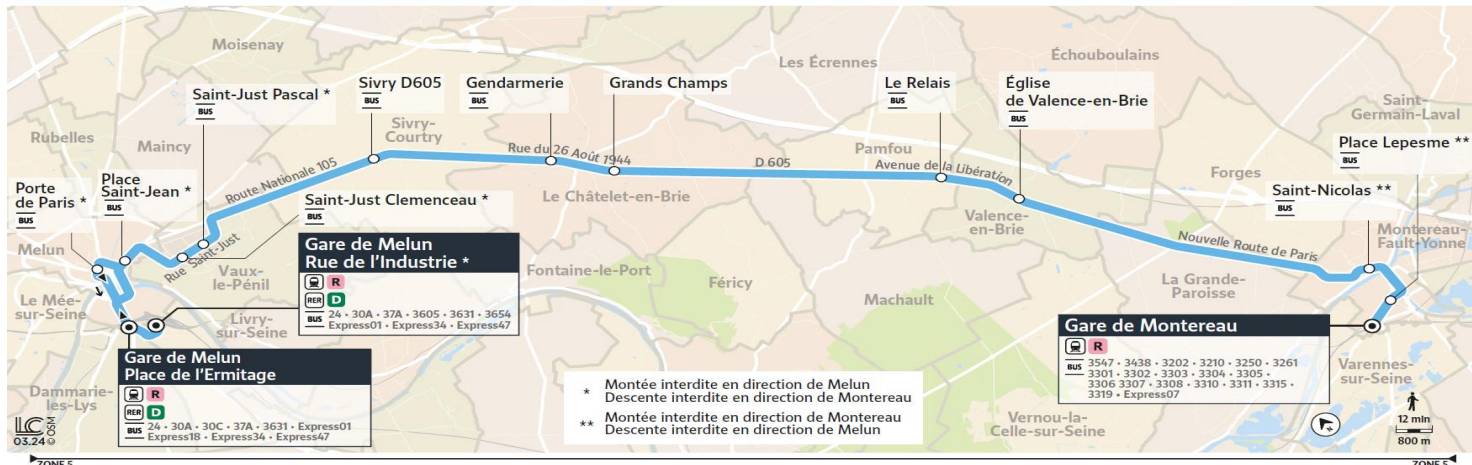 Moisenay
Les Écrennes
Échouboulains
Saint-Just Pascal *
BUS
Sivry D605
BUS
Gendarmerie
BUS
Grands Champs
Le Relais
BUS
Église
de Valence-en-Brie
BUS
Saint-
Germain-Laval
Rubelles
Maincy
Sivry-
Courtry
Rue du 26 Août 1944
D 605
Pamfou
Avenue de la Libération
Place Lepesme **
BUS
Porte
de Paris *
BUS
Place
Saint-Jean *
BUS
Route Nationale 105
Saint-Just Clemenceau *
BUS
Le Châtelet-en-Brie
Forges
Saint-Nicolas **
BUS
Melun
Rue Saint-Just
Vaux-
le-Pénil
Valence-
en-Brie
Nouvelle Route de Paris
Montereau-
Fault-Yonne
Gare de Melun
Rue de l'Industrie *
R
RER D
BUS 24 • 30A • 37A • 3605 • 3631 • 3654
Express01 • Express34 • Express47
Le Mée-
sur-Seine
Livry-
sur-Seine
Fontaine-le-Port
Féricy
Machault
La Grande-
Paroisse
Gare de Montereau
R
BUS 3547 • 3438 • 3202 • 3210 • 3250 • 3261
3301 • 3302 • 3303 • 3304 • 3305 •
3306 3307 • 3308 • 3310 • 3311 • 3315 •
3319 • Express07
Gare de Melun
Place de l'Ermitage
R
RER D
BUS 24 • 30A • 30C • 37A • 3631 • Express01
Express18 • Express34 • Express47
Dammarie-
les-Lys
Varennes-
sur-Seine
* Montée interdite en direction de Melun
Descente interdite en direction de Montereau
** Montée interdite en direction de Montereau
Descente interdite en direction de Melun
Vernou-la-
Celle-sur-Seine
N
12 min
800 m
LC
03.24 © OSM
ZONE 5
ZONE 5